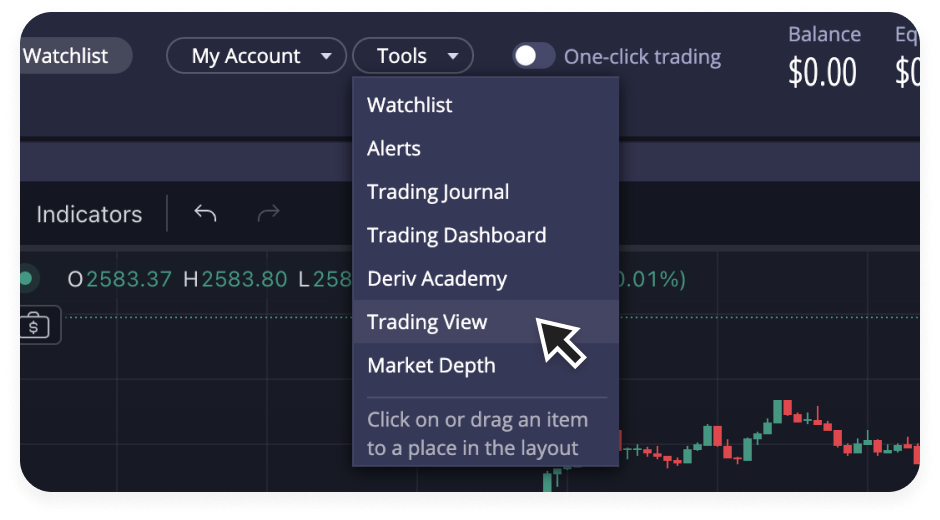 Watchlist
My Account
Tools
One-click trading
Balance
$0.00
Watchlist
Alerts
Trading Journal
Trading Dashboard
Deriv Academy
Trading View
Market Depth
Click on or drag an item
to a place in the layout
Indicators
O2583.37 H2583.80 L258
0.01%)
$